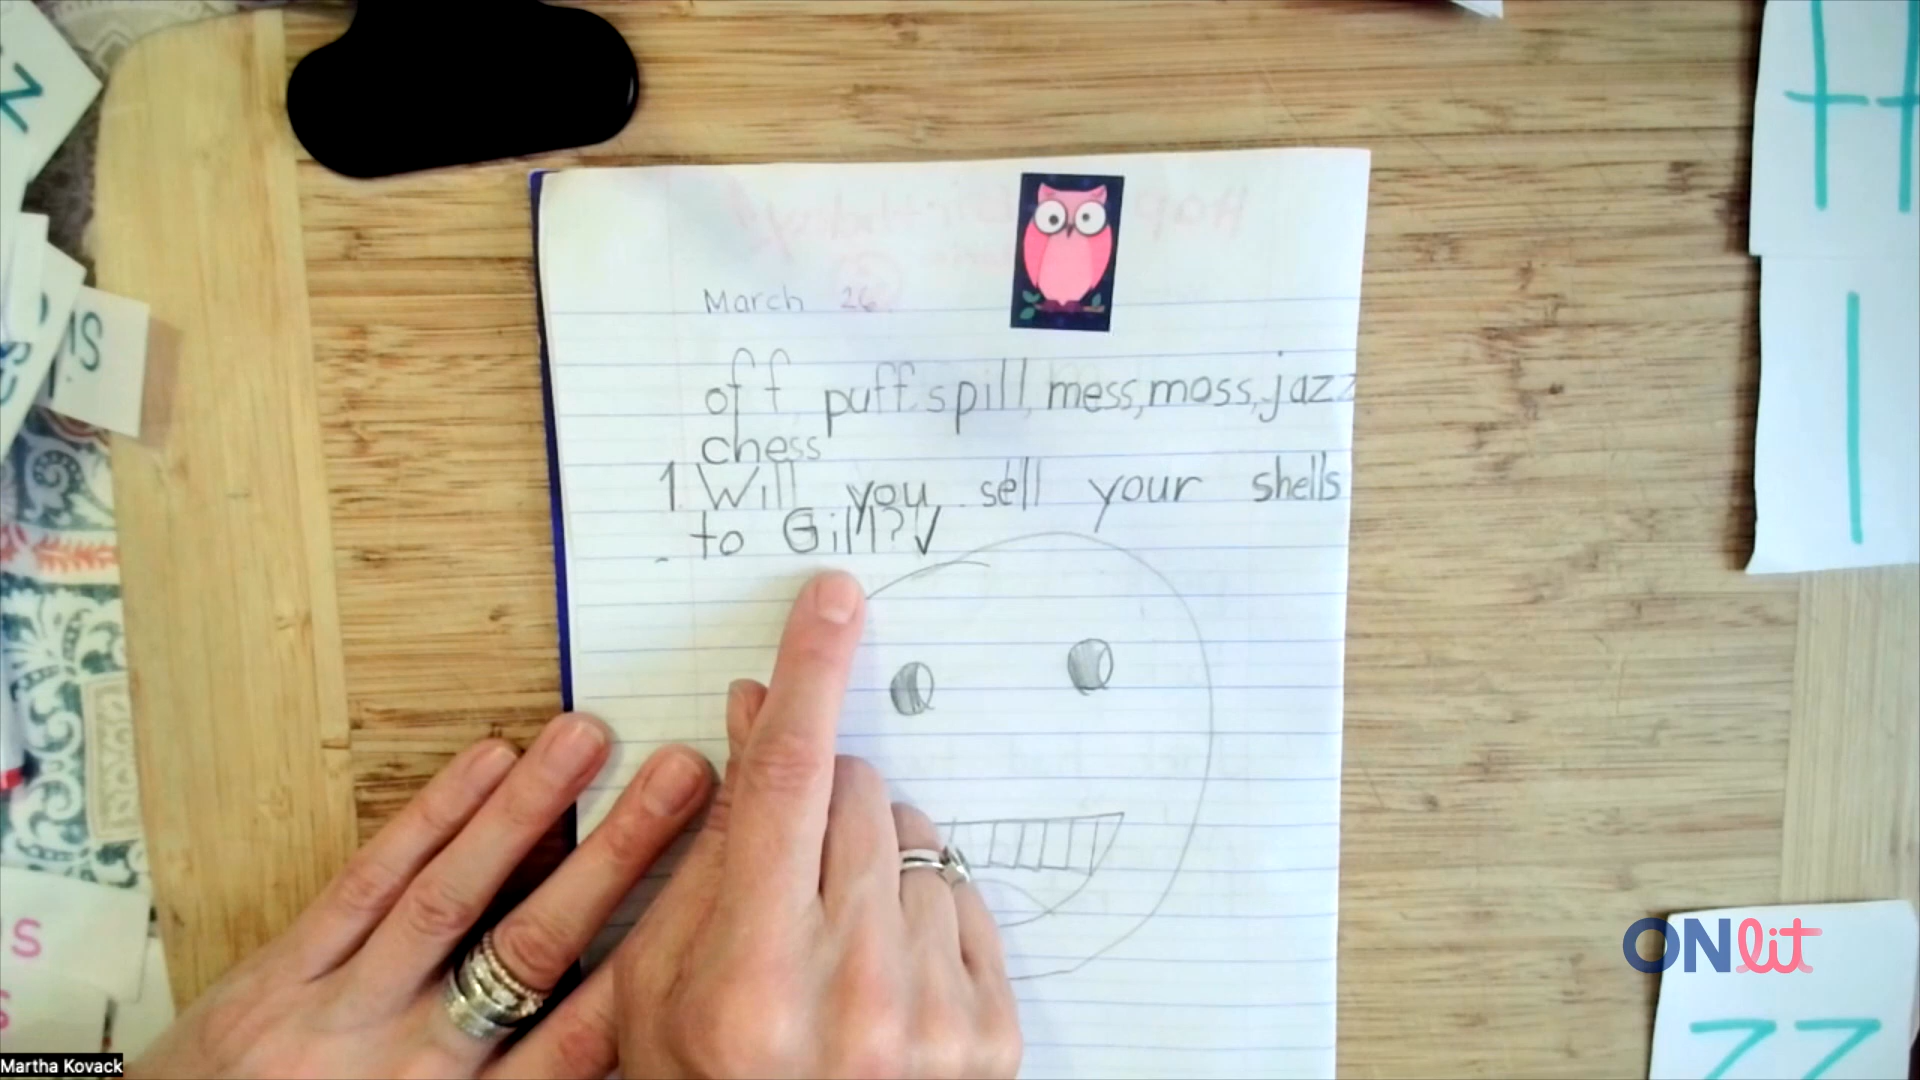 March 26
off puff spill, mess, moss, jazz
chess
1. Will you sell your shells
to Gill?✓
ff
l
zz
s
ONlit
Martha Kovack